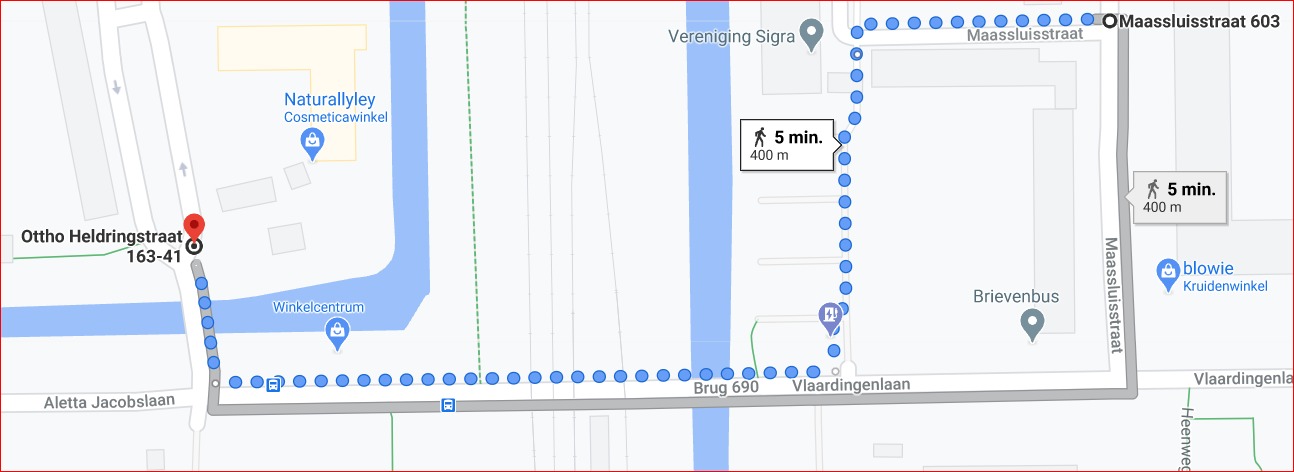 Maassluisstraat 603
Vereniging Sigra
Maassluisstraat
Naturallyley
Cosmeticawinkel
5 min.
400 m
5 min.
400 m
Ottho Heldringstraat
163-41
Maassluisstraat
blowie
Kruidenwinkel
Winkelcentrum
Brievenbus
Aletta Jacobslaan
Brug 690
Vlaardingenlaan
Vlaardingenla
Heenweg